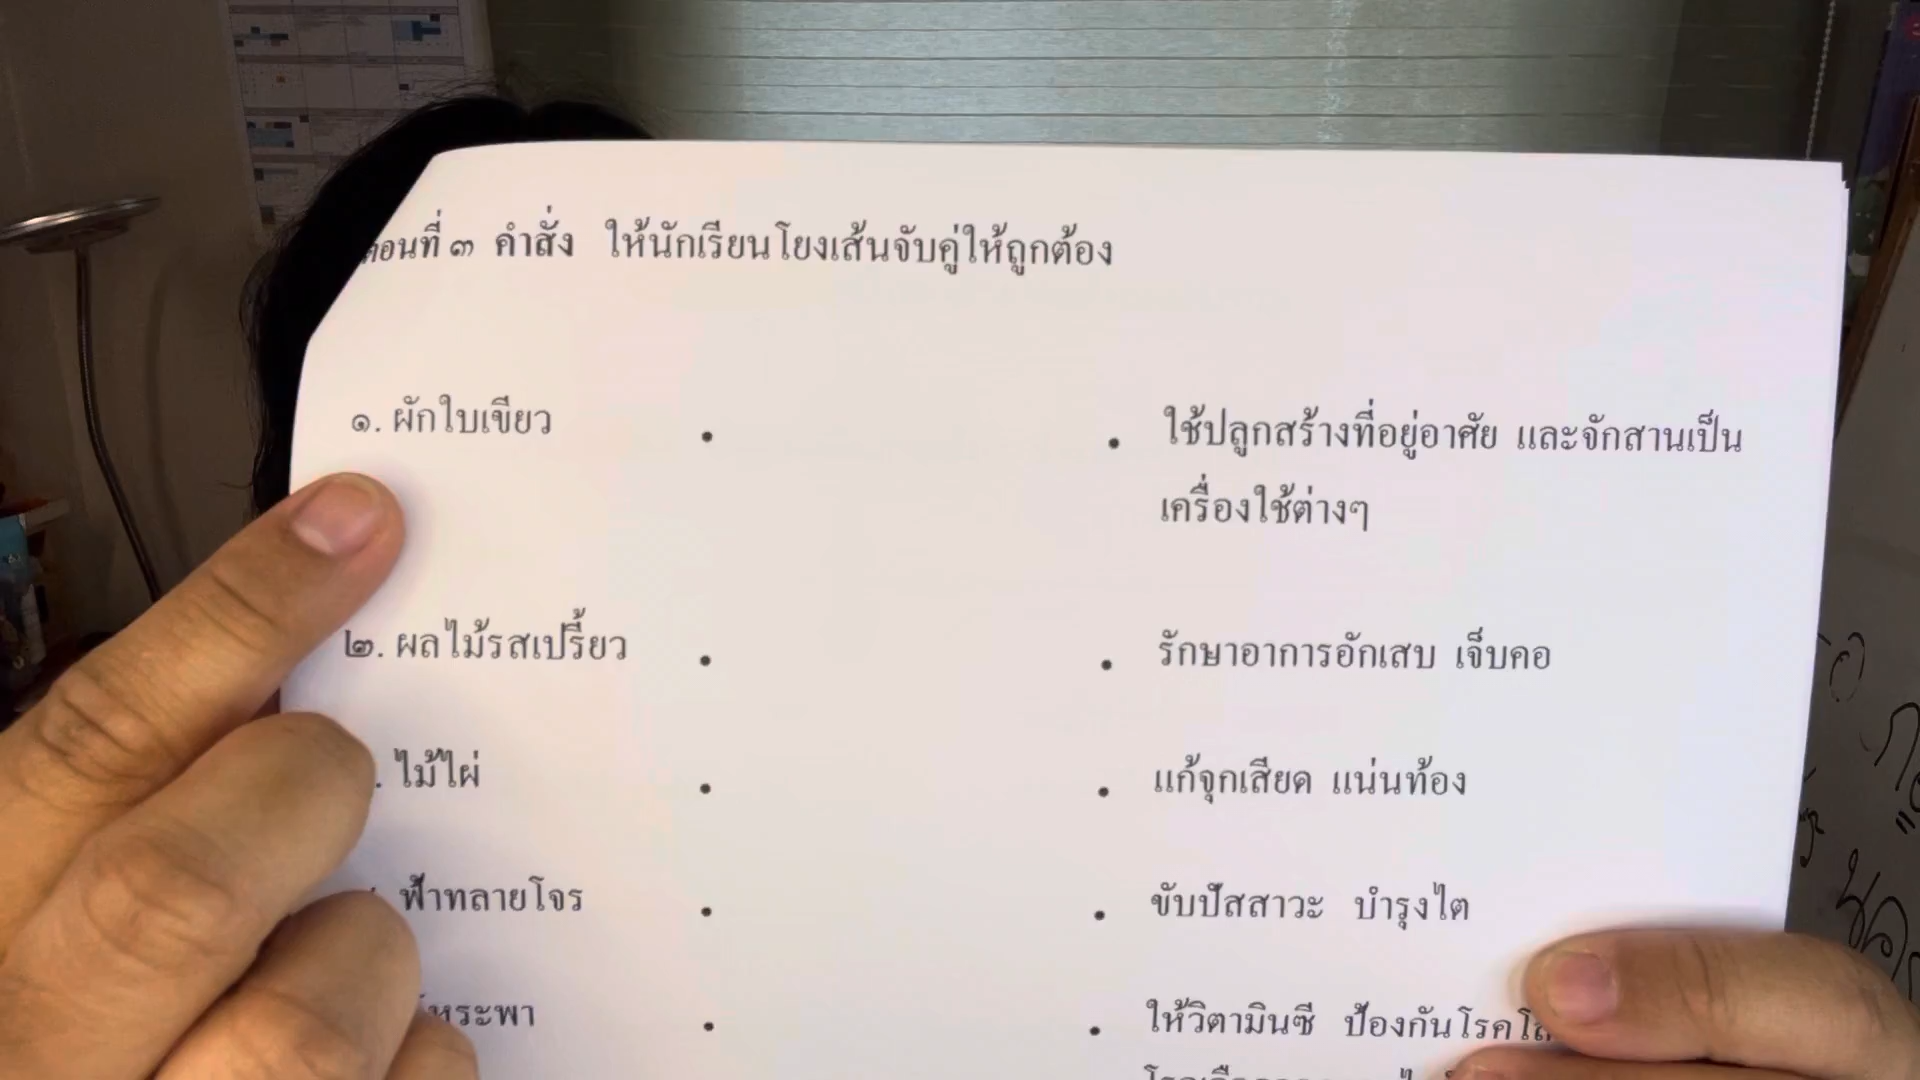 ตอนที่ ๓ คำสั่ง ให้นักเรียนโยงเส้นจับคู่ให้ถูกต้อง
๑. ผักใบเขียว • • ใช้ปลูกสร้างที่อยู่อาศัย และจักสานเป็น
เครื่องใช้ต่างๆ
๒. ผลไม้รสเปรี้ยว • • รักษาอาการอักเสบ เจ็บคอ
. ไม้ไผ่ • • แก้จุกเสียด แน่นท้อง
. ฟ้าทลายโจร • • ขับปัสสาวะ บำรุงไต
โหระพา • • ให้วิตามินซี ป้องกันโรค